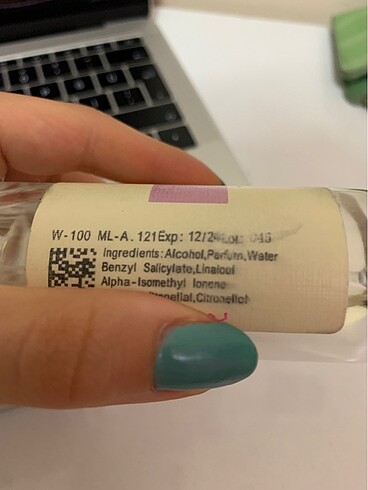 W-100 ML-A. 121Exp: 12/2
Ingredients:Alcohol,Parfum,Water
Benzyl Salicylate,Linalool
Alpha-Isomethyl Ionone
Citronellol